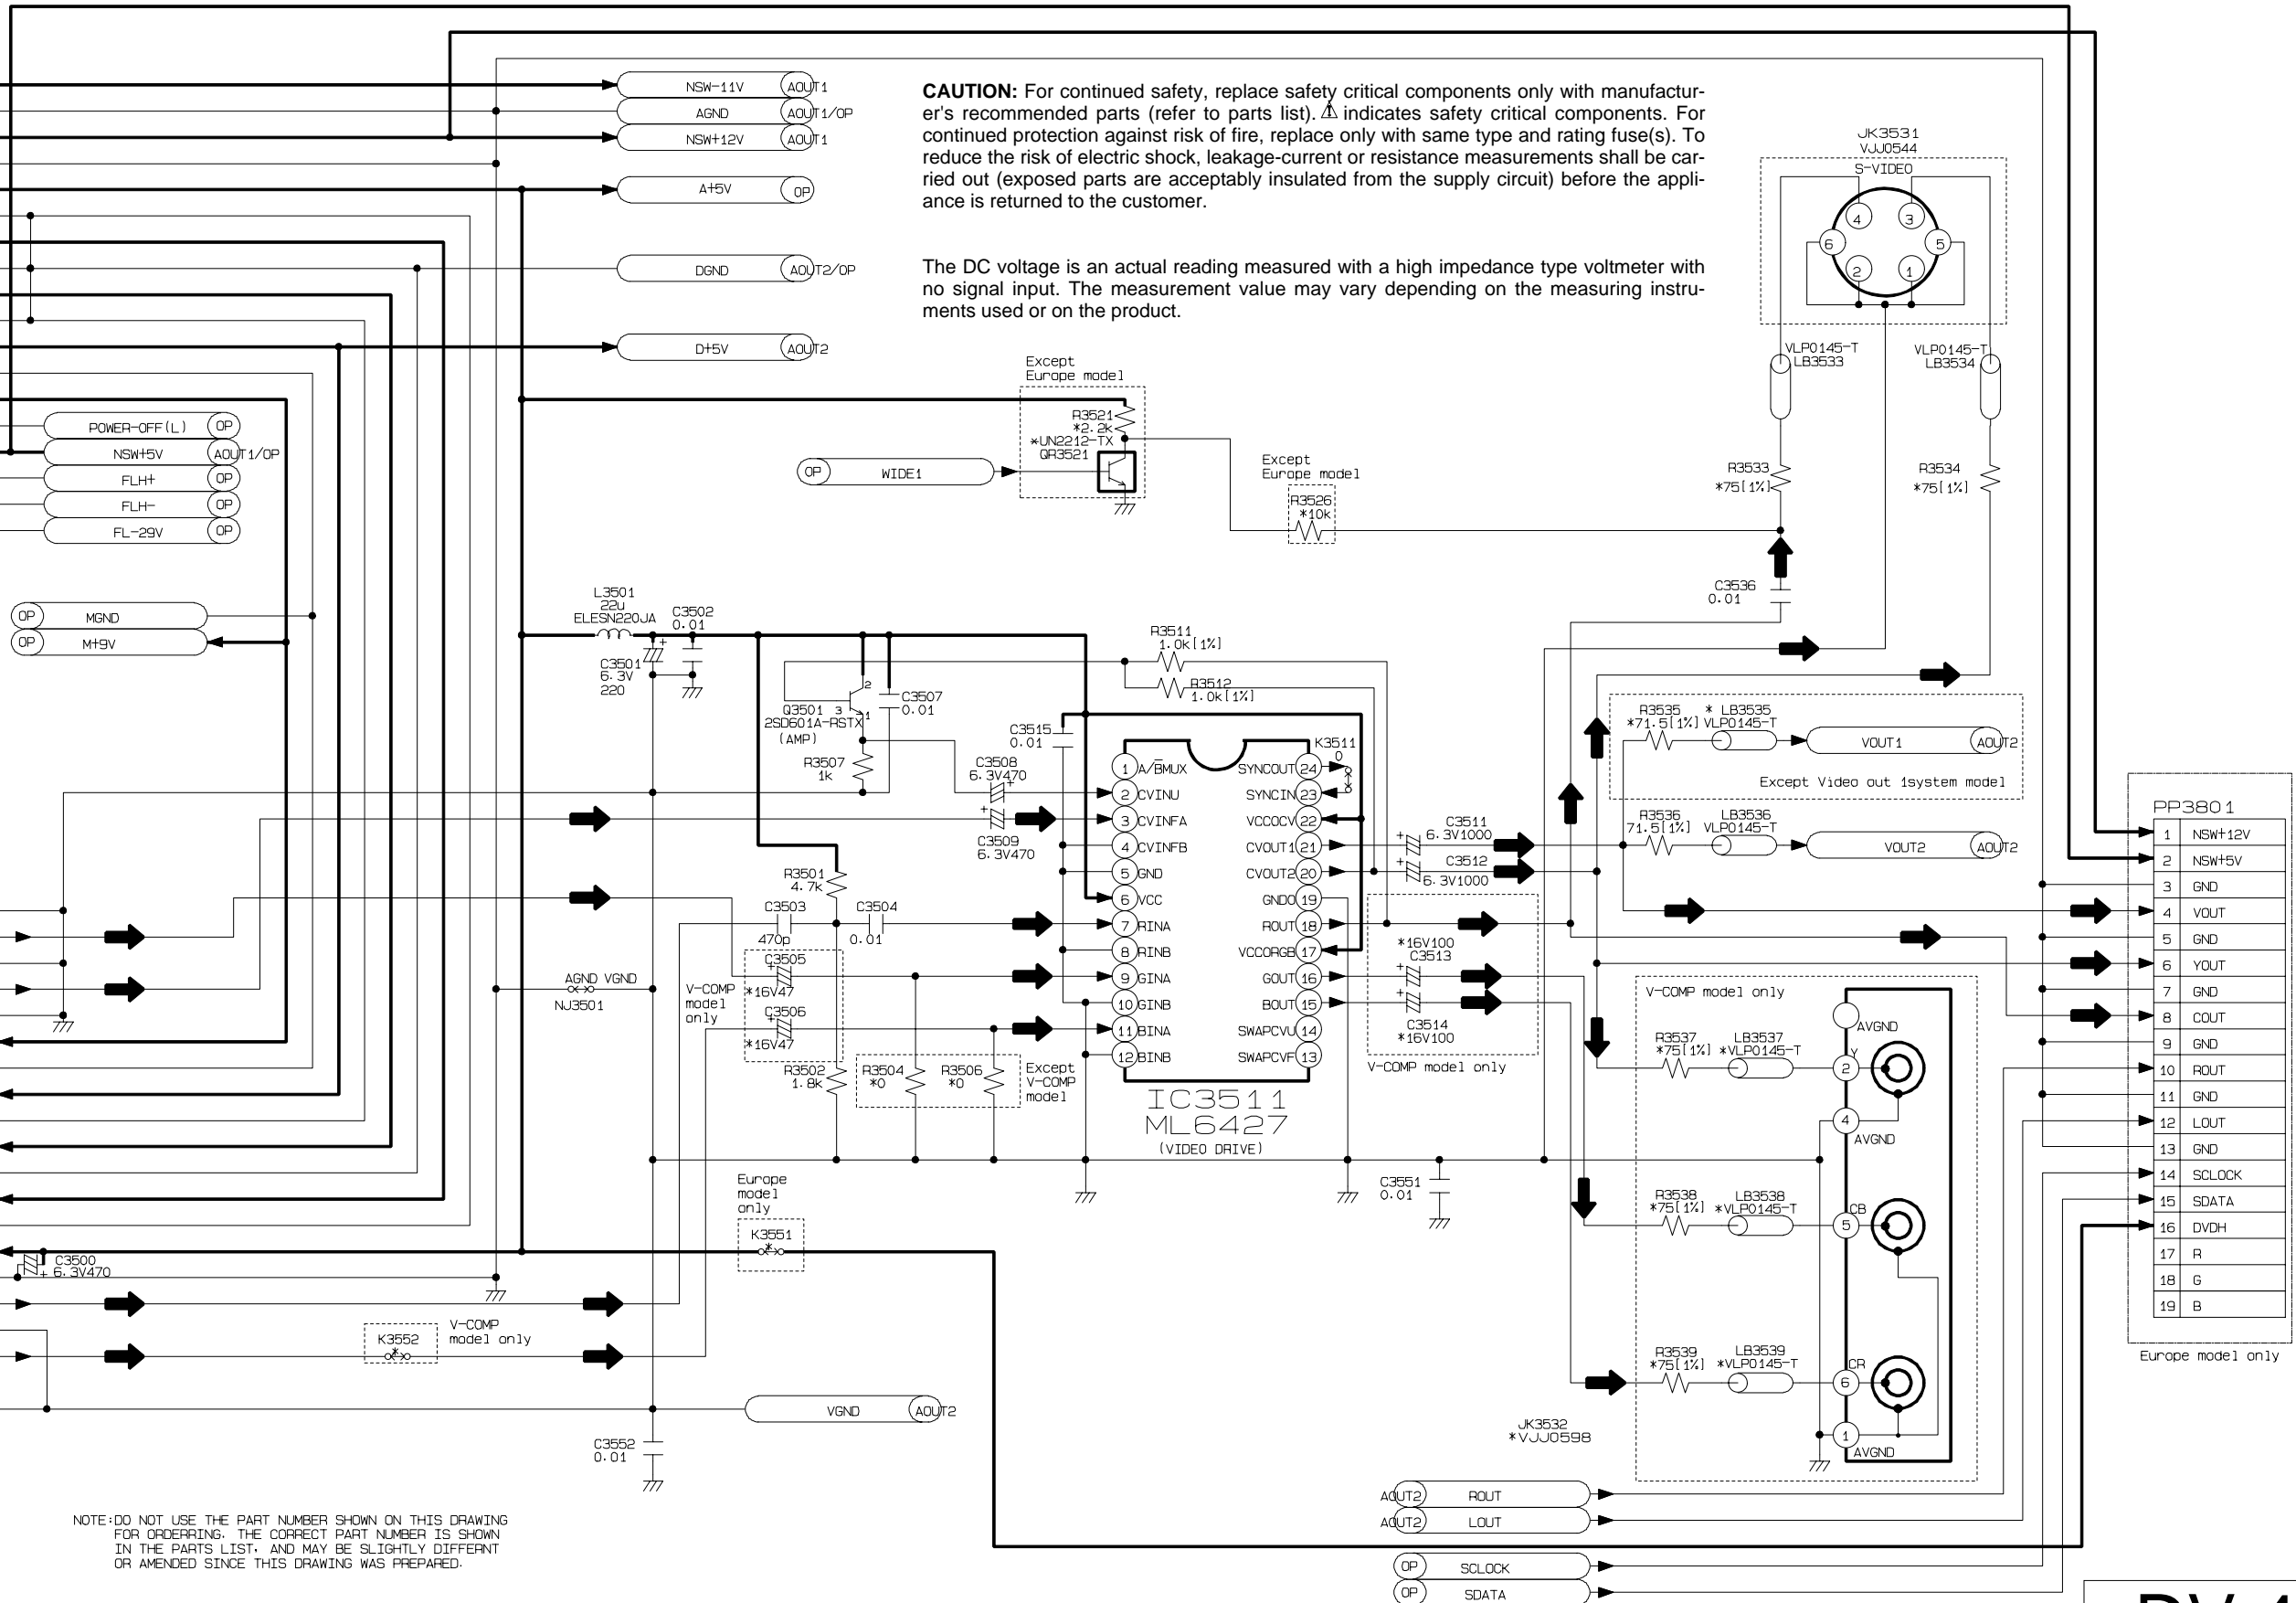 NSW-11V AOUT1
AGND AOUT1/OP
NSW+12V AOUT1
A+5V OP
DGND AOUT2/OP
D+5V AOUT2
CAUTION: For continued safety, replace safety critical components only with manufactur-
er's recommended parts (refer to parts list). ⚠ indicates safety critical components. For
continued protection against risk of fire, replace only with same type and rating fuse(s). To
reduce the risk of electric shock, leakage-current or resistance measurements shall be car-
ried out (exposed parts are acceptably insulated from the supply circuit) before the appli-
ance is returned to the customer.
The DC voltage is an actual reading measured with a high impedance type voltmeter with
no signal input. The measurement value may vary depending on the measuring instru-
ments used or on the product.
JK3531
VJJ0544
S-VIDEO
4 3
6 5
2 1
VLP0145-T
LB3533
VLP0145-T
LB3534
R3533
*75[1%]
R3534
*75[1%]
Except
Europe model
R3521
*2.2k
*UN2212-TX
QR3521
OP WIDE1
Except
Europe model
R3526
*10k
POWER-OFF(L) OP
NSW+5V AOUT1/OP
FLH+ OP
FLH- OP
FL-29V OP
OP MGND
OP M+9V
L3501
22u
ELESN220JA
C3502
0.01
C3501
6.3V
220
Q3501
2SD601A-RSTX
(AMP)
2
3
1
C3507
0.01
R3507
1k
R3511
1.0k[1%]
R3512
1.0k[1%]
C3536
0.01
C3515
0.01
C3508
6.3V470
C3509
6.3V470
K3511
0
1 A/BMUX
2 CVINU
3 CVINFA
4 CVINFB
5 GND
6 VCC
7 RINA
8 RINB
9 GINA
10 GINB
11 BINA
12 BINB
SYNCOUT 24
SYNCIN 23
VCCOCV 22
CVOUT1 21
CVOUT2 20
GNDO 19
ROUT 18
VCCORGB 17
GOUT 16
BOUT 15
SWAPCVU 14
SWAPCVF 13
IC3511
ML6427
(VIDEO DRIVE)
R3501
4.7k
C3503
470p
C3504
0.01
C3505
*16V47
C3506
*16V47
V-COMP
model
only
R3502
1.8k
R3504
*0
R3506
*0
Except
V-COMP
model
AGND VGND
NJ3501
C3511
6.3V1000
C3512
6.3V1000
*16V100
C3513
C3514
*16V100
V-COMP model only
R3535
*71.5[1%]
* LB3535
VLP0145-T
VOUT1 AOUT2
Except Video out 1system model
R3536
71.5[1%]
LB3536
VLP0145-T
VOUT2 AOUT2
V-COMP model only
AVGND
R3537
*75[1%]
LB3537
*VLP0145-T
Y
2
4
AVGND
R3538
*75[1%]
LB3538
*VLP0145-T
CB
5
R3539
*75[1%]
LB3539
*VLP0145-T
CR
6
1
AVGND
JK3532
*VJJ0598
PP3801
1 NSW+12V
2 NSW+5V
3 GND
4 VOUT
5 GND
6 YOUT
7 GND
8 COUT
9 GND
10 ROUT
11 GND
12 LOUT
13 GND
14 SCLOCK
15 SDATA
16 DVDH
17 R
18 G
19 B
Europe model only
C3551
0.01
Europe
model
only
K3551
*
C3500
6.3V470
K3552
*
V-COMP
model only
VGND AOUT2
C3552
0.01
AOUT2 ROUT
AOUT2 LOUT
OP SCLOCK
OP SDATA
NOTE:DO NOT USE THE PART NUMBER SHOWN ON THIS DRAWING
FOR ORDERRING. THE CORRECT PART NUMBER IS SHOWN
IN THE PARTS LIST, AND MAY BE SLIGHTLY DIFFERNT
OR AMENDED SINCE THIS DRAWING WAS PREPARED.